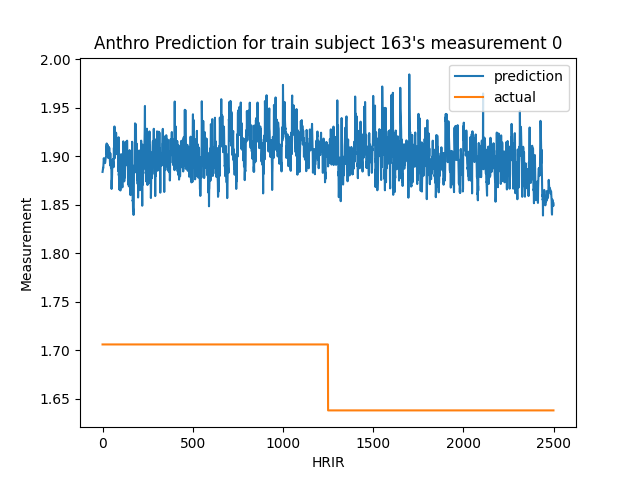 Anthro Prediction for train subject 163's measurement 0
2.00
1.95
1.90
1.85
1.80
1.75
1.70
1.65
Measurement
prediction
actual
0
500
1000
1500
2000
2500
HRIR